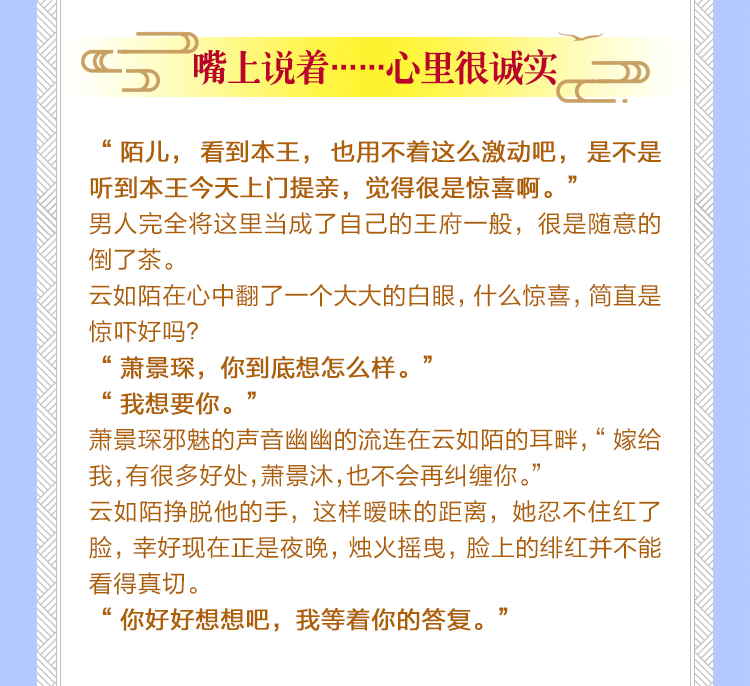 嘴上说着……心里很诚实
“陌儿，看到本王，也用不着这么激动吧，是不是
听到本王今天上门提亲，觉得很是惊喜啊。”
男人完全将这里当成了自己的王府一般，很是随意的
倒了茶。
云如陌在心中翻了一个大大的白眼，什么惊喜，简直是
惊吓好吗？
“萧景琛，你到底想怎么样。”
“我想要你。”
萧景琛邪魅的声音幽幽的流连在云如陌的耳畔，“嫁给
我，有很多好处，萧景沐，也不会再纠缠你。”
云如陌挣脱他的手，这样暧昧的距离，她忍不住红了
脸，幸好现在正是夜晚，烛火摇曳，脸上的绯红并不能
看得真切。
“你好好想想吧，我等着你的答复。”